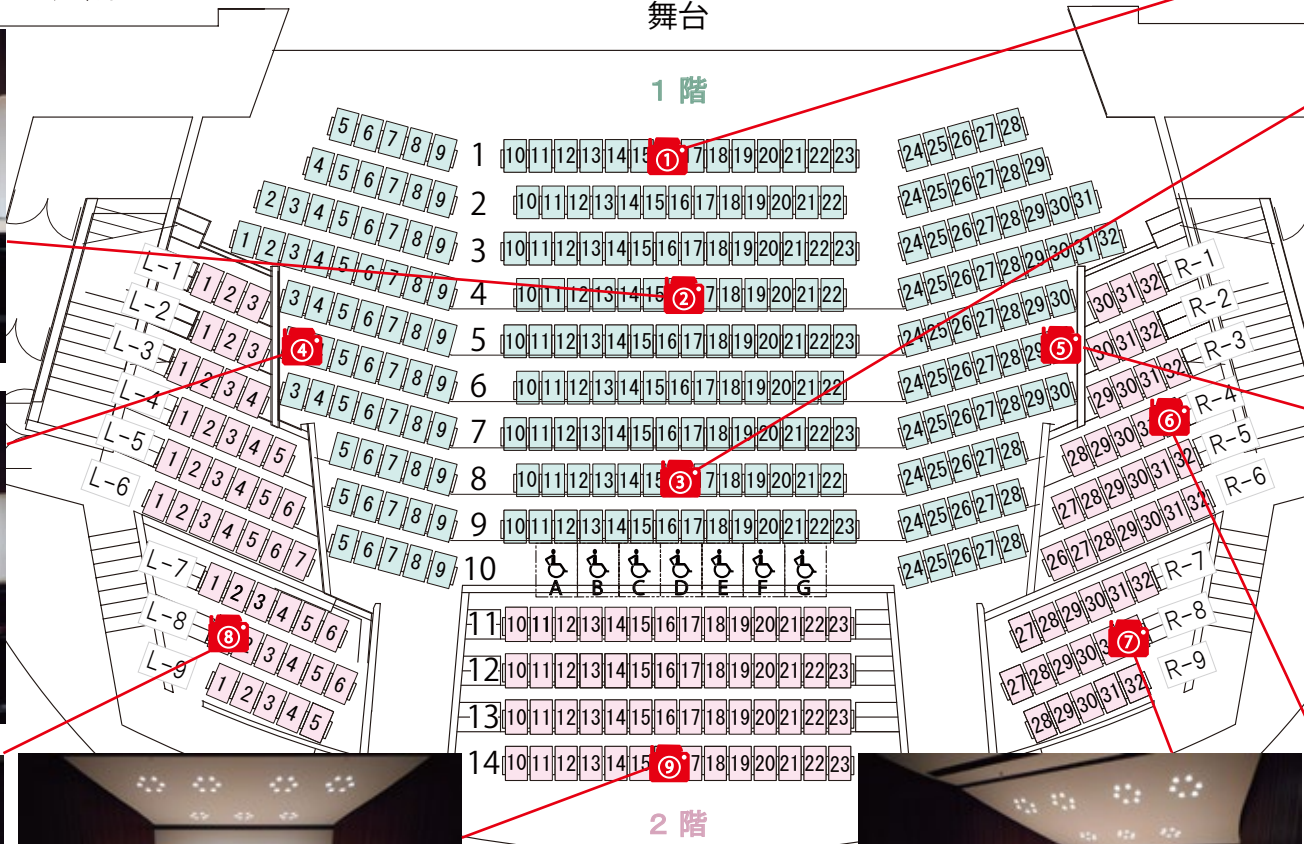 舞台
1 階
5 6 7 8 9 1 10 11 12 13 14 15 ① 7 18 19 20 21 22 23 24 25 26 27 28
4 5 6 7 8 9 2 10 11 12 13 14 15 16 17 18 19 20 21 22 24 25 26 27 28 29
2 3 4 5 6 7 8 9 3 10 11 12 13 14 15 16 17 18 19 20 21 22 23 24 25 26 27 28 29 30 31
1 2 3 4 5 6 7 8 9 4 10 11 12 13 14 15 ② 7 18 19 20 21 22 24 25 26 27 28 29 30 31 32
3 4 5 6 7 8 9 5 10 11 12 13 14 15 16 17 18 19 20 21 22 23 24 25 26 27 28 29 30
④ 5 6 7 8 9 6 10 11 12 13 14 15 16 17 18 19 20 21 22 24 25 26 27 28 29 ⑤
3 4 5 6 7 8 9 7 10 11 12 13 14 15 16 17 18 19 20 21 22 23 24 25 26 27 28 29 30
5 6 7 8 9 8 10 11 12 13 14 15 ③ 7 18 19 20 21 22 24 25 26 27 28
5 6 7 8 9 9 10 11 12 13 14 15 16 17 18 19 20 21 22 23 24 25 26 27 28
5 6 7 8 9 10 24 25 26 27 28
A B C D E F G
L-1 1 2 3
L-2 1 2 3
L-3 1 2 3 4
L-4 1 2 3 4 5
L-5 1 2 3 4 5 6
L-6 1 2 3 4 5 6 7
L-7 1 2 3 4 5 6
L-8 ⑧ 2 3 4 5 6
L-9 1 2 3 4 5
30 31 32 R-1
30 31 32 R-2
29 30 31 32 R-3
28 29 30 3 ⑥ R-4
27 28 29 30 31 32 R-5
26 27 28 29 30 31 32 R-6
27 28 29 30 31 32 R-7
27 28 29 30 3 ⑦ R-8
28 29 30 31 32 R-9
11 10 11 12 13 14 15 16 17 18 19 20 21 22 23
12 10 11 12 13 14 15 16 17 18 19 20 21 22 23
13 10 11 12 13 14 15 16 17 18 19 20 21 22 23
14 10 11 12 13 14 15 ⑨ 7 18 19 20 21 22 23
2 階